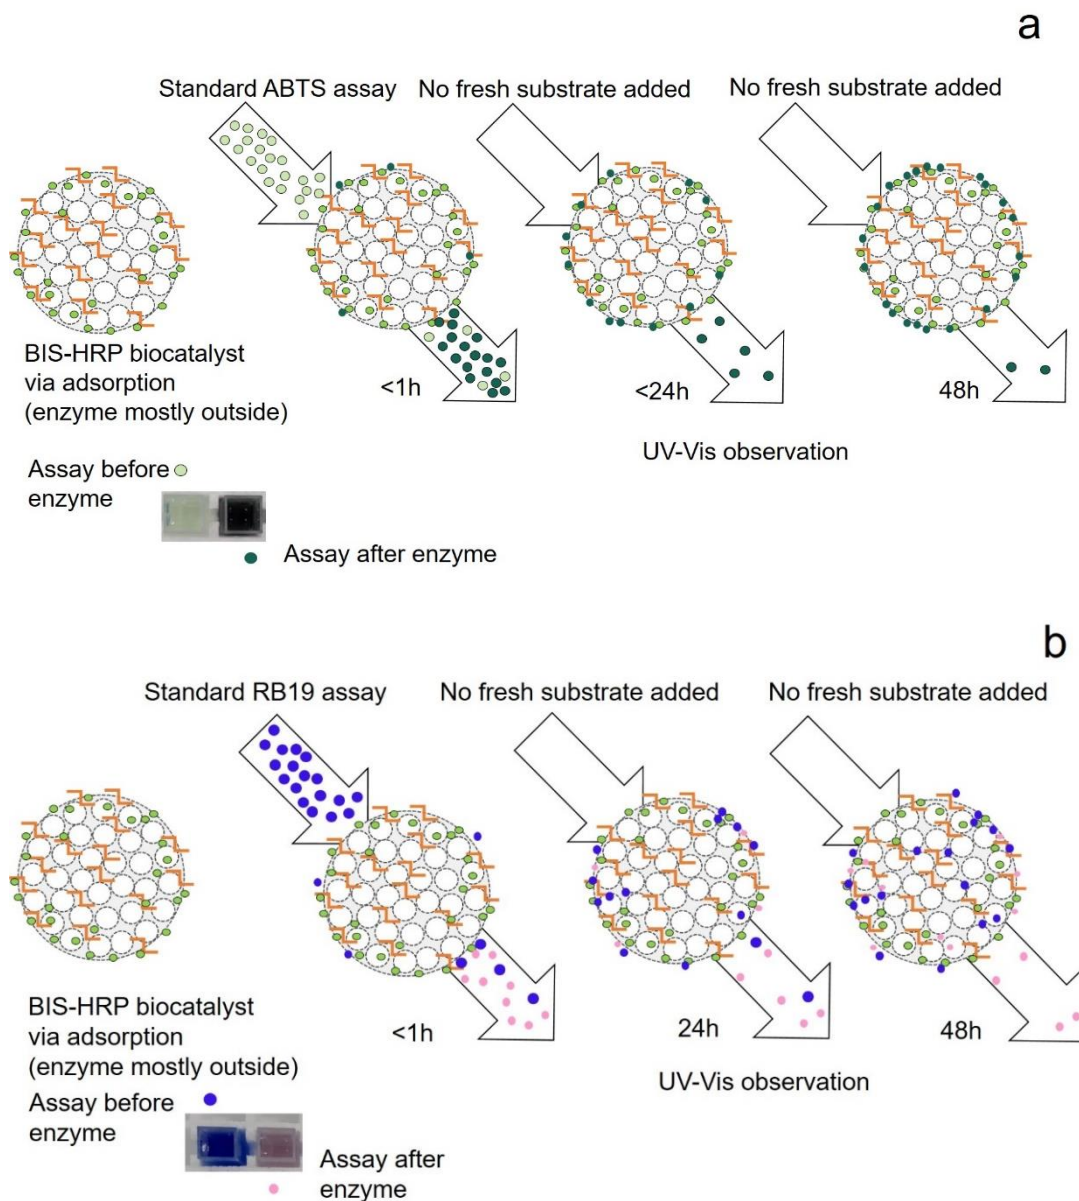 a
Standard ABTS assay
No fresh substrate added
No fresh substrate added
BIS-HRP biocatalyst
via adsorption
(enzyme mostly outside)
<1h
<24h
48h
UV-Vis observation
Assay before
enzyme
Assay after enzyme
b
Standard RB19 assay
No fresh substrate added
No fresh substrate added
BIS-HRP biocatalyst
via adsorption
(enzyme mostly outside)
<1h
24h
48h
UV-Vis observation
Assay before
enzyme
Assay after
enzyme